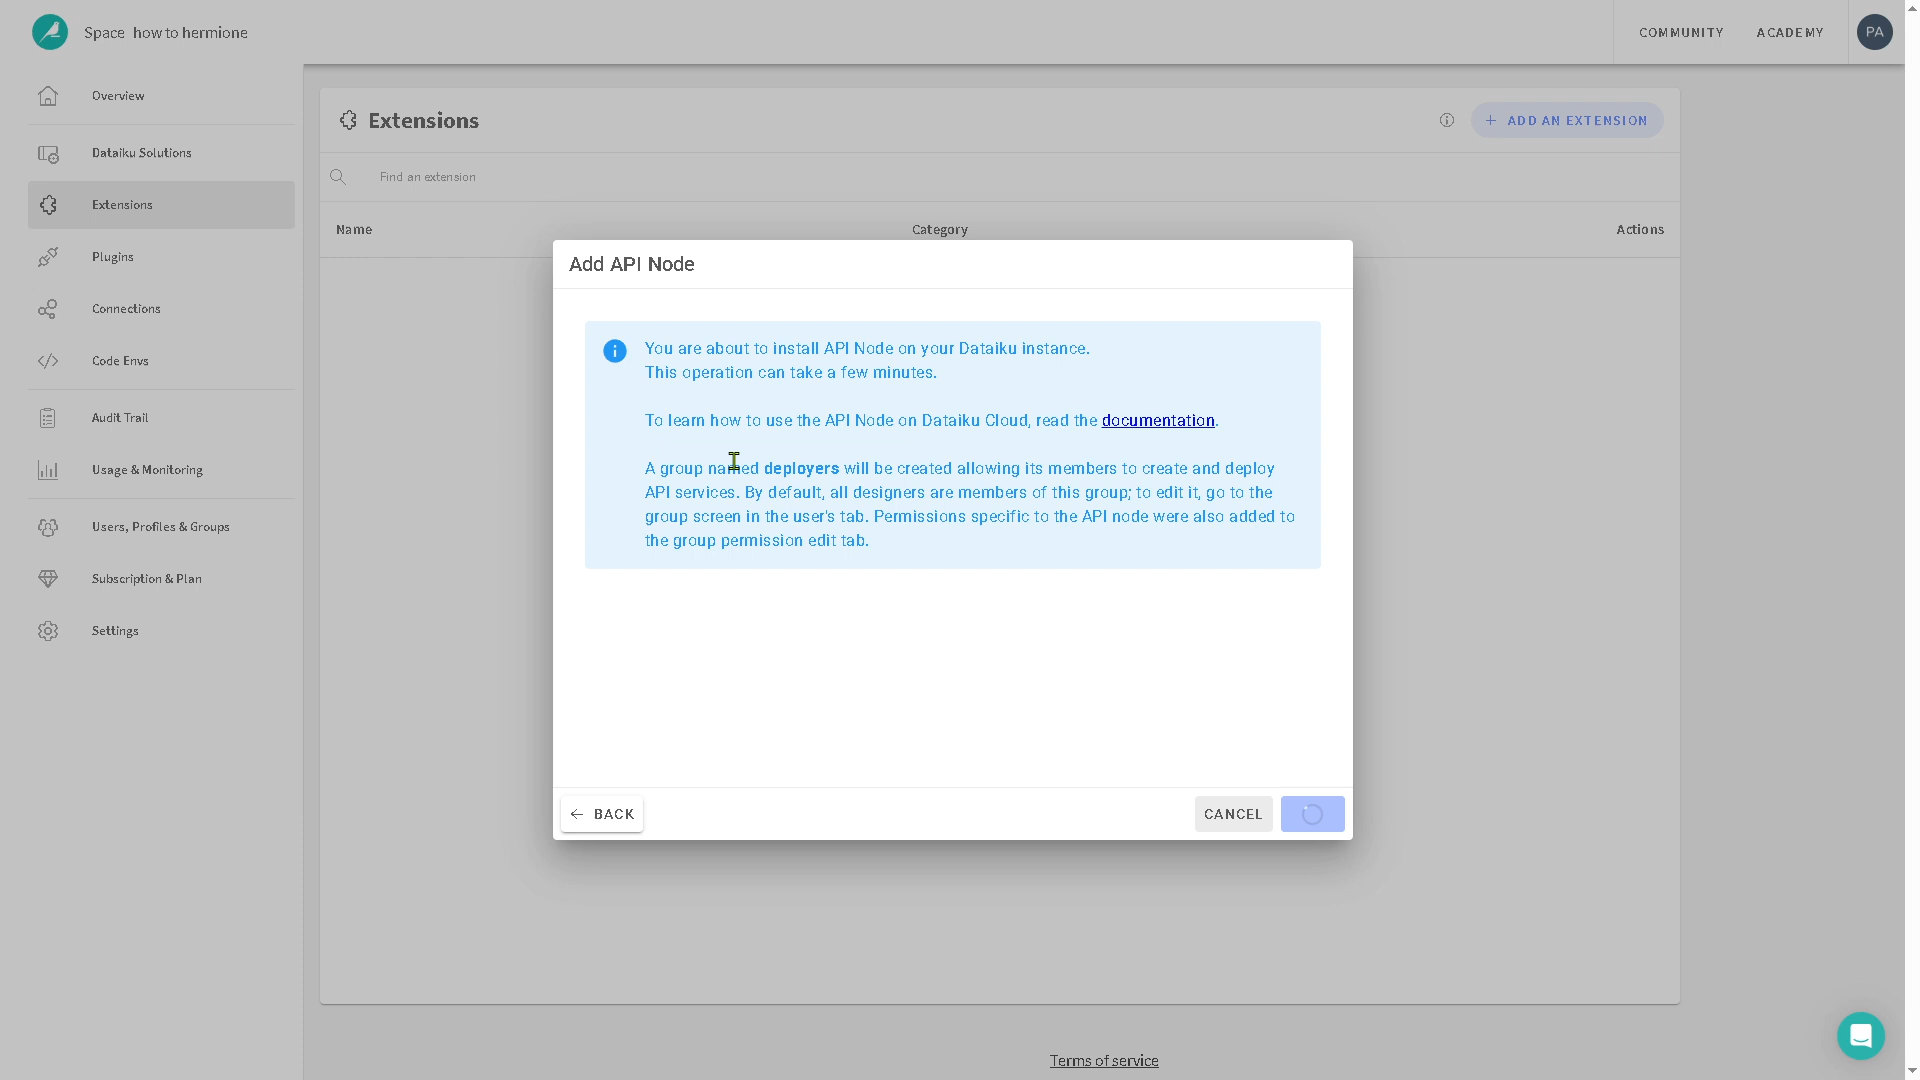 Space how to hermione
COMMUNITY
ACADEMY
PA
Overview
Dataiku Solutions
Extensions
Plugins
Connections
Code Envs
Audit Trail
Usage & Monitoring
Users, Profiles & Groups
Subscription & Plan
Settings
Extensions
ADD AN EXTENSION
Find an extension
Name
Category
Actions
Add API Node
You are about to install API Node on your Dataiku instance.
This operation can take a few minutes.
To learn how to use the API Node on Dataiku Cloud, read the documentation.
A group named deployers will be created allowing its members to create and deploy
API services. By default, all designers are members of this group; to edit it, go to the
group screen in the user's tab. Permissions specific to the API node were also added to
the group permission edit tab.
BACK
CANCEL
Terms of service